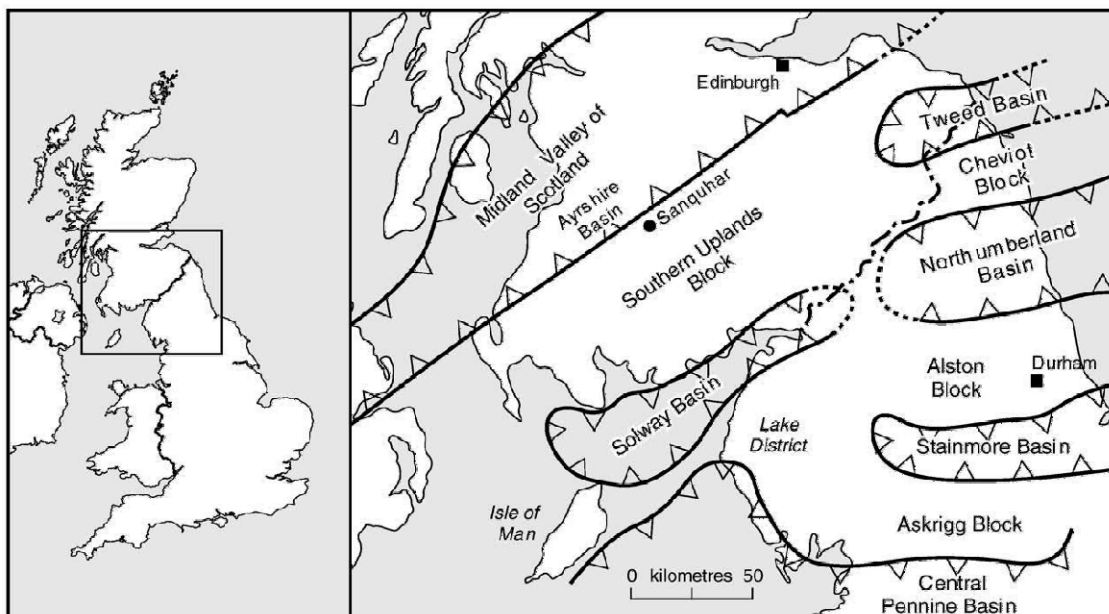 Edinburgh
Tweed Basin
Midland Valley of
Scotland
Cheviot
Block
Ayrshire
Basin
Sanquhar
Southern Uplands
Block
Northumberland
Basin
Alston
Block
Durham
Solway Basin
Lake
District
Stainmore Basin
Isle of
Man
Askrigg Block
0 kilometres 50
Central
Pennine Basin